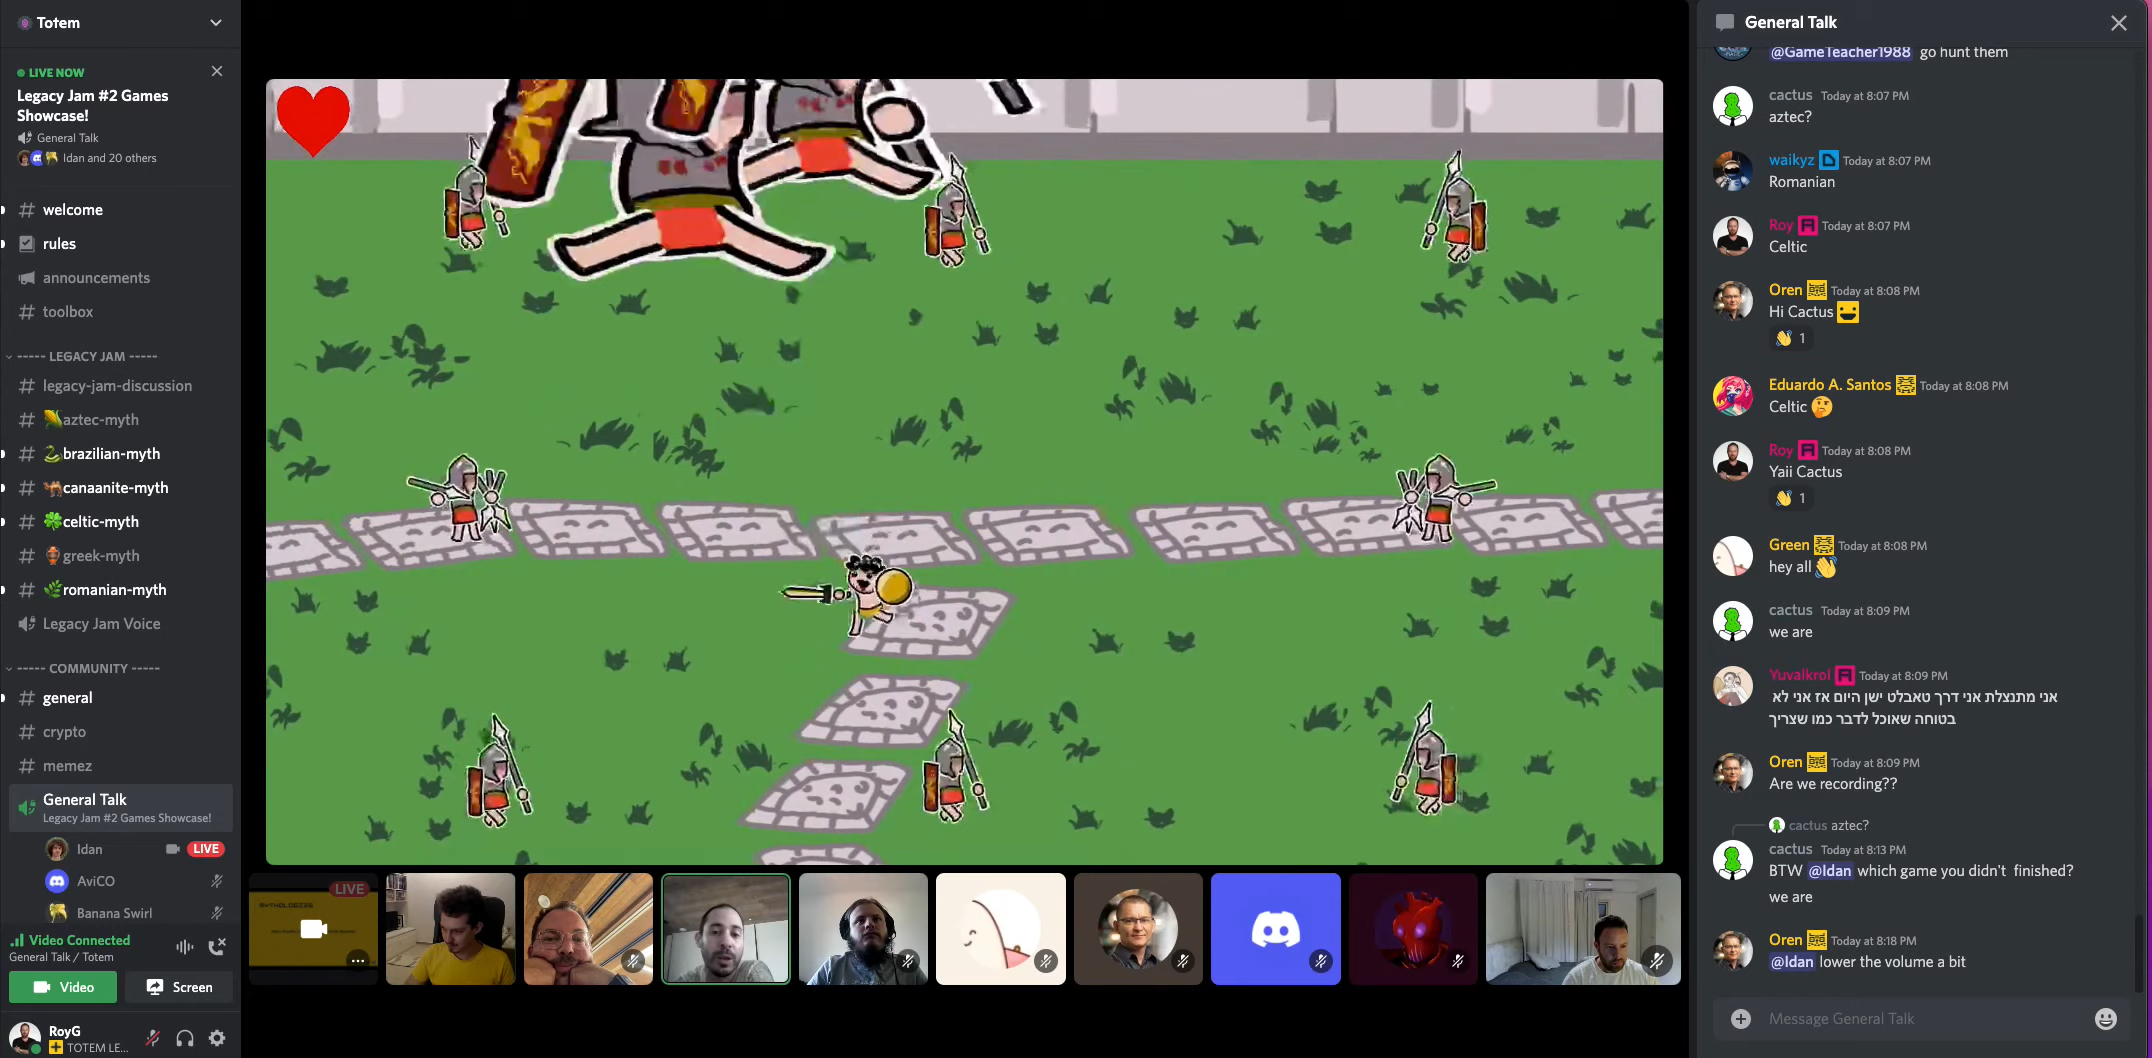 Totem
LIVE NOW
Legacy Jam #2 Games
Showcase!
General Talk
Idan and 20 others
welcome
rules
announcements
toolbox
----- LEGACY JAM -----
legacy-jam-discussion
aztec-myth
brazilian-myth
canaanite-myth
celtic-myth
greek-myth
romanian-myth
Legacy Jam Voice
----- COMMUNITY -----
general
crypto
memez
General Talk
Legacy Jam #2 Games Showcase!
Idan LIVE
AviCO
Banana Swirl
Video Connected
General Talk / Totem
Video Screen
RoyG
TOTEM LE...
LIVE
General Talk
@GameTeacher1988 go hunt them
cactus Today at 8:07 PM
aztec?
waikyz Today at 8:07 PM
Romanian
Roy Today at 8:07 PM
Celtic
Oren Today at 8:08 PM
Hi Cactus
1
Eduardo A. Santos Today at 8:08 PM
Celtic
Roy Today at 8:08 PM
Yaii Cactus
1
Green Today at 8:08 PM
hey all
cactus Today at 8:09 PM
we are
Yuvalkrol Today at 8:09 PM
אני מתנצלת אני דרך טאבלט ישן היום אז אני לא
בטוחה שאוכל לדבר כמו שצריך
Oren Today at 8:09 PM
Are we recording??
cactus aztec?
cactus Today at 8:13 PM
BTW @Idan which game you didn't finished?
we are
Oren Today at 8:18 PM
@Idan lower the volume a bit
Message General Talk